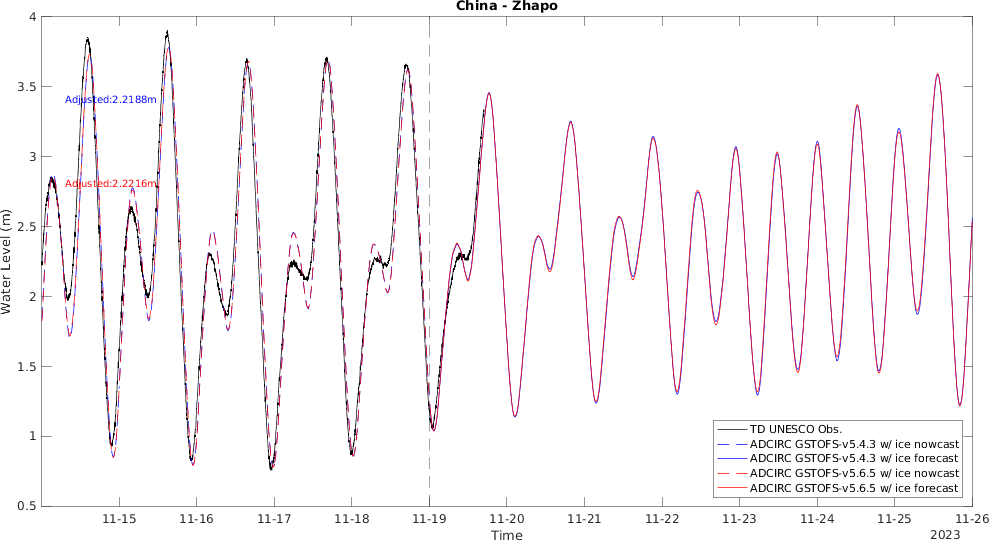 China - Zhapo
Water Level (m)
4
3.5
3
2.5
2
1.5
1
0.5
Adjusted:2.2188m
Adjusted:2.2216m
TD UNESCO Obs.
ADCIRC GSTOFS-v5.4.3 w/ ice nowcast
ADCIRC GSTOFS-v5.4.3 w/ ice forecast
ADCIRC GSTOFS-v5.6.5 w/ ice nowcast
ADCIRC GSTOFS-v5.6.5 w/ ice forecast
11-15 11-16 11-17 11-18 11-19 11-20 11-21 11-22 11-23 11-24 11-25 11-26
Time
2023